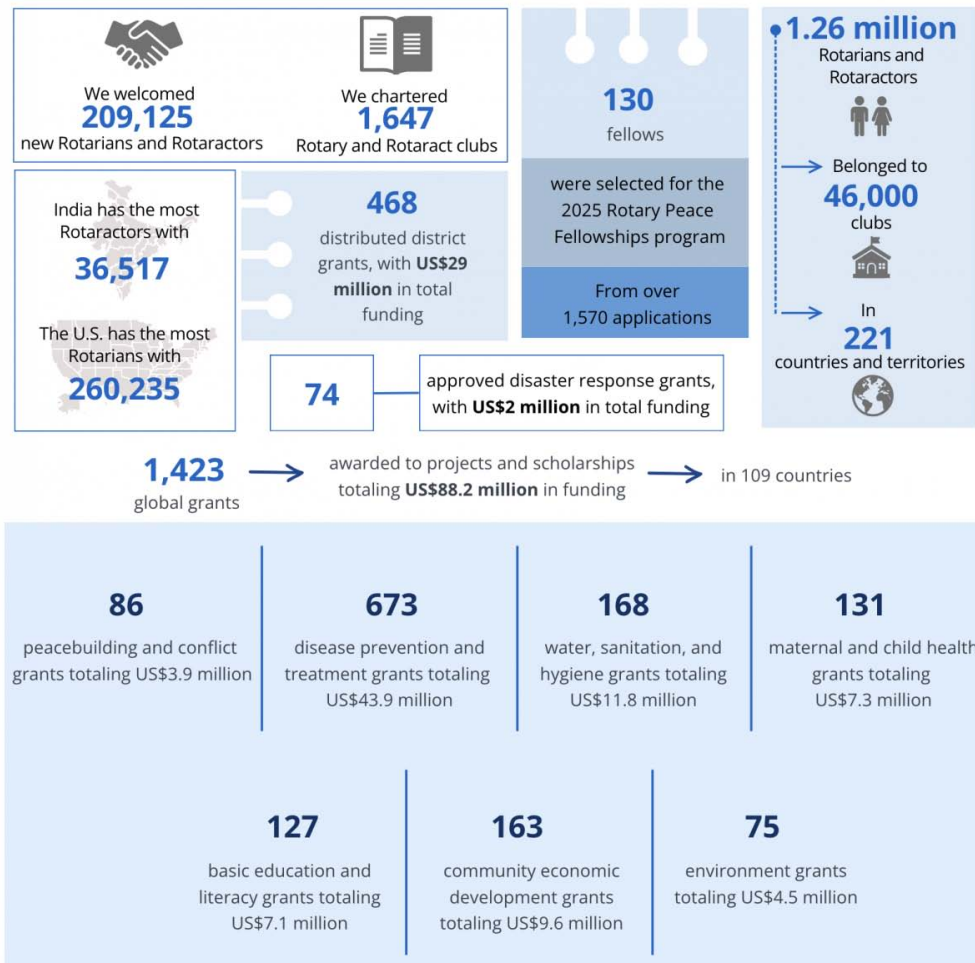 We welcomed
209,125
new Rotarians and Rotaractors
We chartered
1,647
Rotary and Rotaract clubs
130
fellows
were selected for the
2025 Rotary Peace
Fellowships program
From over
1,570 applications
1.26 million
Rotarians and
Rotaractors
Belonged to
46,000
clubs
In
221
countries and territories
India has the most
Rotaractors with
36,517
The U.S. has the most
Rotarians with
260,235
468
distributed district
grants, with US$29
million in total
funding
74
approved disaster response grants,
with US$2 million in total funding
1,423
global grants
awarded to projects and scholarships
totaling US$88.2 million in funding
in 109 countries
86
peacebuilding and conflict
grants totaling US$3.9 million
673
disease prevention and
treatment grants totaling
US$43.9 million
168
water, sanitation, and
hygiene grants totaling
US$11.8 million
131
maternal and child health
grants totaling
US$7.3 million
127
basic education and
literacy grants totaling
US$7.1 million
163
community economic
development grants
totaling US$9.6 million
75
environment grants
totaling US$4.5 million